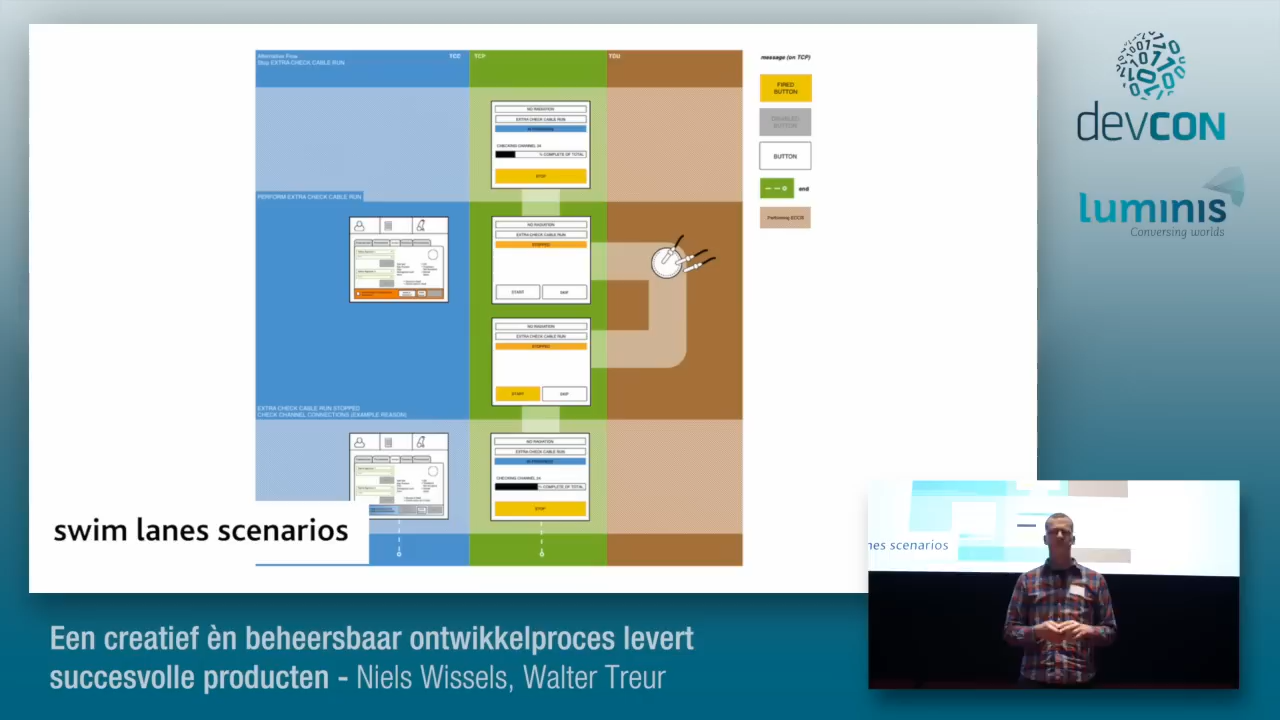 Alternative Flow
Stop EXTRA CHECK CABLE RUN
TCC
TCP
TDU
message (on TCP)
FIRED
BUTTON
DISABLED
BUTTON
BUTTON
end
NO RADIATION
EXTRA CHECK CABLE RUN
IN PROGRESS
CHECKING CHANNEL 24
% COMPLETE OF TOTAL
STOP
PERFORM EXTRA CHECK CABLE RUN
NO RADIATION
EXTRA CHECK CABLE RUN
STOPPED
START
SKIP
NO RADIATION
EXTRA CHECK CABLE RUN
STOPPED
START
SKIP
EXTRA CHECK CABLE RUN STOPPED
CHECK CHANNEL CONNECTIONS (EXAMPLE REASON)
NO RADIATION
EXTRA CHECK CABLE RUN
IN PROGRESS
CHECKING CHANNEL 24
% COMPLETE OF TOTAL
STOP
swim lanes scenarios
devCON
luminis
Conversing worlds
nes scenarios
Een creatief èn beheersbaar ontwikkelproces levert
succesvolle producten - Niels Wissels, Walter Treur